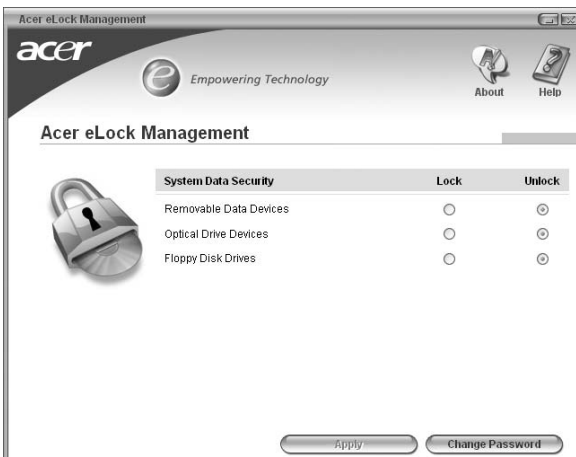 Acer eLock Management
acer
e Empowering Technology
About Help
Acer eLock Management
System Data Security Lock Unlock
Removable Data Devices
Optical Drive Devices
Floppy Disk Drives
Apply Change Password